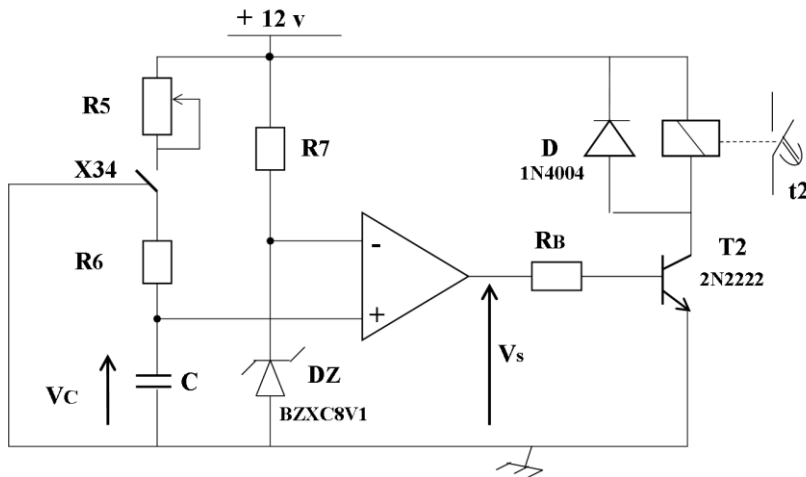 + 12 v
R5
X34
R6
VC
C
R7
DZ
BZXC8V1
-
+
Vs
RB
D
1N4004
T2
2N2222
t2